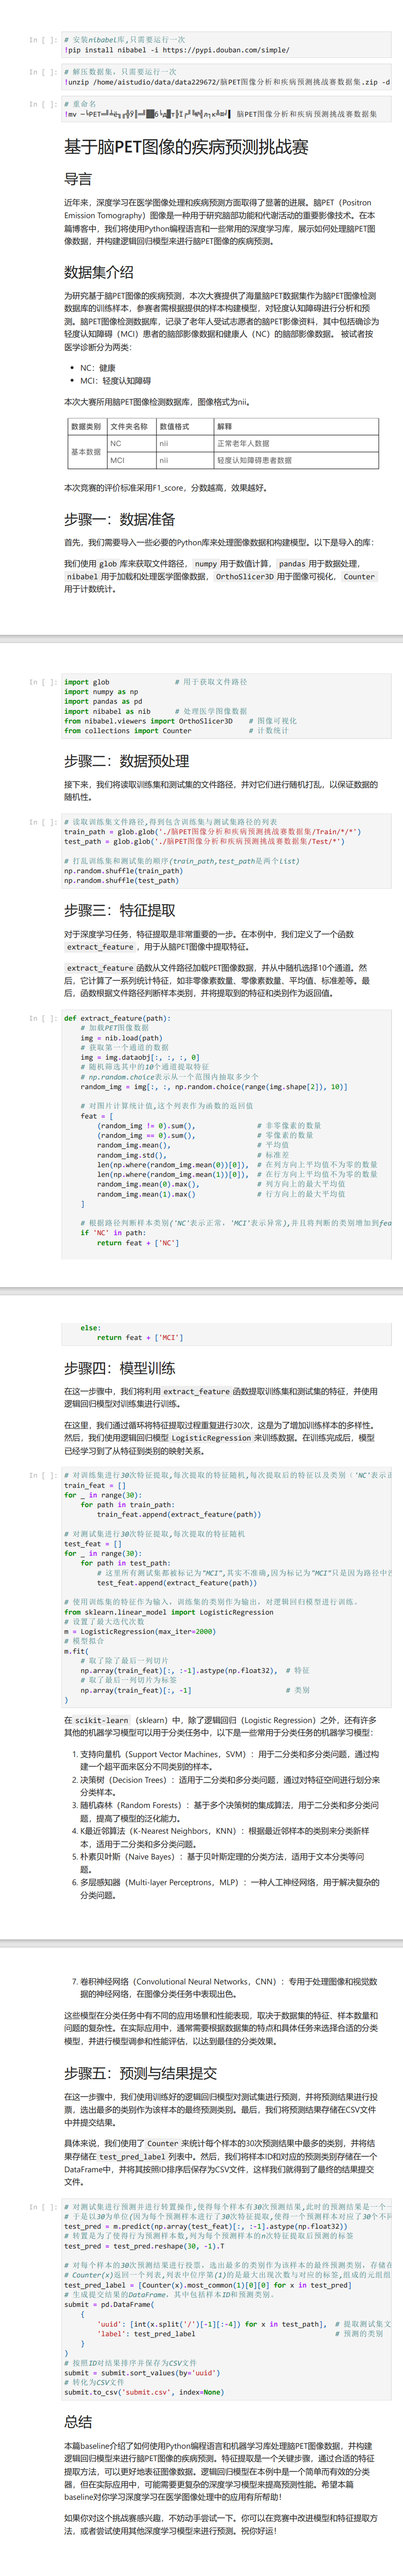 In [ ]:
# 安装nibabel库,只需要运行一次
!pip install nibabel -i https://pypi.douban.com/simple/
In [ ]:
# 解压数据集，只需要运行一次
!unzip /home/aistudio/data/data229672/脑PET图像分析和疾病预测挑战赛数据集.zip -d
In [ ]:
# 重命名
!mv 脑PET图像分析和疾病预测挑战赛数据集
基于脑PET图像的疾病预测挑战赛
导言
近年来，深度学习在医学图像处理和疾病预测方面取得了显著的进展。脑PET（Positron
Emission Tomography）图像是一种用于研究脑部功能和代谢活动的重要影像技术。在本
篇博客中，我们将使用Python编程语言和一些常用的深度学习库，展示如何处理脑PET图
像数据，并构建逻辑回归模型来进行脑PET图像的疾病预测。
数据集介绍
为研究基于脑PET图像的疾病预测，本次大赛提供了海量脑PET数据集作为脑PET图像检测
数据库的训练样本，参赛者需根据提供的样本构建模型，对轻度认知障碍进行分析和预
测。脑PET图像检测数据库，记录了老年人受试志愿者的脑PET影像资料，其中包括确诊为
轻度认知障碍（MCI）患者的脑部影像数据和健康人（NC）的脑部影像数据。 被试者按
医学诊断分为两类：
• NC：健康
• MCI：轻度认知障碍
本次大赛所用脑PET图像检测数据库，图像格式为nii。
数据类别 文件夹名称 数值格式 解释
基本数据 NC nii 正常老年人数据
MCI nii 轻度认知障碍患者数据
本次竞赛的评价标准采用F1_score，分数越高，效果越好。
步骤一：数据准备
首先，我们需要导入一些必要的Python库来处理图像数据和构建模型。以下是导入的库：
我们使用 glob 库来获取文件路径， numpy 用于数值计算， pandas 用于数据处理，
nibabel 用于加载和处理医学图像数据， OrthoSlicer3D 用于图像可视化， Counter
用于计数统计。
In [ ]:
import glob # 用于获取文件路径
import numpy as np
import pandas as pd
import nibabel as nib # 处理医学图像数据
from nibabel.viewers import OrthoSlicer3D # 图像可视化
from collections import Counter # 计数统计
步骤二：数据预处理
接下来，我们将读取训练集和测试集的文件路径，并对它们进行随机打乱，以保证数据的
随机性。
In [ ]:
# 读取训练集文件路径,得到包含训练集与测试集路径的列表
train_path = glob.glob('./脑PET图像分析和疾病预测挑战赛数据集/Train/*/*')
test_path = glob.glob('./脑PET图像分析和疾病预测挑战赛数据集/Test/*')
# 打乱训练集和测试集的顺序(train_path,test_path是两个list)
np.random.shuffle(train_path)
np.random.shuffle(test_path)
步骤三：特征提取
对于深度学习任务，特征提取是非常重要的一步。在本例中，我们定义了一个函数
extract_feature ，用于从脑PET图像中提取特征。
extract_feature 函数从文件路径加载PET图像数据，并从中随机选择10个通道。然
后，它计算了一系列统计特征，如非零像素数量、零像素数量、平均值、标准差等。最
后，函数根据文件路径判断样本类别，并将提取到的特征和类别作为返回值。
In [ ]:
def extract_feature(path):
# 加载PET图像数据
img = nib.load(path)
# 获取第一个通道的数据
img = img.dataobj[:, :, :, 0]
# 随机筛选其中的10个通道提取特征
# np.random.choice表示从一个范围内抽取多少个
random_img = img[:, :, np.random.choice(range(img.shape[2]), 10)]
# 对图片计算统计值,这个列表作为函数的返回值
feat = [
(random_img != 0).sum(), # 非零像素的数量
(random_img == 0).sum(), # 零像素的数量
random_img.mean(), # 平均值
random_img.std(), # 标准差
len(np.where(random_img.mean(0))[0]), # 在列方向上平均值不为零的数量
len(np.where(random_img.mean(1))[0]), # 在行方向上平均值不为零的数量
random_img.mean(0).max(), # 列方向上的最大平均值
random_img.mean(1).max() # 行方向上的最大平均值
]
# 根据路径判断样本类别('NC'表示正常，'MCI'表示异常),并且将判断的类别增加到fea
if 'NC' in path:
return feat + ['NC']
else:
return feat + ['MCI']
步骤四：模型训练
在这一步骤中，我们将利用 extract_feature 函数提取训练集和测试集的特征，并使用
逻辑回归模型对训练集进行训练。
在这里，我们通过循环将特征提取过程重复进行30次，这是为了增加训练样本的多样性。
然后，我们使用逻辑回归模型 LogisticRegression 来训练数据。在训练完成后，模型
已经学习到了从特征到类别的映射关系。
In [ ]:
# 对训练集进行30次特征提取,每次提取的特征随机,每次提取后的特征以及类别（'NC'表示正
train_feat = []
for _ in range(30):
for path in train_path:
train_feat.append(extract_feature(path))
# 对测试集进行30次特征提取,每次提取的特征随机
test_feat = []
for _ in range(30):
for path in test_path:
# 这里所有测试集都被标记为"MCI",其实不准确,因为标记为"MCI"只是因为路径中没
test_feat.append(extract_feature(path))
# 使用训练集的特征作为输入，训练集的类别作为输出，对逻辑回归模型进行训练。
from sklearn.linear_model import LogisticRegression
# 设置了最大迭代次数
m = LogisticRegression(max_iter=2000)
# 模型拟合
m.fit(
# 取了除了最后一列切片
np.array(train_feat)[:, :-1].astype(np.float32), # 特征
# 取了最后一列切片为标签
np.array(train_feat)[:, -1] # 类别
)
在 scikit-learn （sklearn）中，除了逻辑回归（Logistic Regression）之外，还有许多
其他的机器学习模型可以用于分类任务中，以下是一些常用于分类任务的机器学习模型：
1. 支持向量机（Support Vector Machines，SVM）：用于二分类和多分类问题，通过构
建一个超平面来区分不同类别的样本。
2. 决策树（Decision Trees）：适用于二分类和多分类问题，通过对特征空间进行划分来
分类样本。
3. 随机森林（Random Forests）：基于多个决策树的集成算法，用于二分类和多分类问
题，提高了模型的泛化能力。
4. K最近邻算法（K-Nearest Neighbors，KNN）：根据最近邻样本的类别来分类新样
本，适用于二分类和多分类问题。
5. 朴素贝叶斯（Naive Bayes）：基于贝叶斯定理的分类方法，适用于文本分类等问
题。
6. 多层感知器（Multi-layer Perceptrons，MLP）：一种人工神经网络，用于解决复杂的
分类问题。
7. 卷积神经网络（Convolutional Neural Networks，CNN）：专用于处理图像和视觉数
据的神经网络，在图像分类任务中表现出色。
这些模型在分类任务中有不同的应用场景和性能表现，取决于数据集的特征、样本数量和
问题的复杂性。在实际应用中，通常需要根据数据集的特点和具体任务来选择合适的分类
模型，并进行模型调参和性能评估，以达到最佳的分类效果。
步骤五：预测与结果提交
在这一步骤中，我们使用训练好的逻辑回归模型对测试集进行预测，并将预测结果进行投
票，选出最多的类别作为该样本的最终预测类别。最后，我们将预测结果存储在CSV文件
中并提交结果。
具体来说，我们使用了 Counter 来统计每个样本的30次预测结果中最多的类别，并将结
果存储在 test_pred_label 列表中。然后，我们将样本ID和对应的预测类别存储在一个
DataFrame中，并将其按照ID排序后保存为CSV文件，这样我们就得到了最终的结果提交
文件。
In [ ]:
# 对测试集进行预测并进行转置操作,使得每个样本有30次预测结果,此时的预测结果是一个一
# 于是以30为单位(因为每个预测样本进行了30次特征提取,使得一个预测样本对应了30个不同
test_pred = m.predict(np.array(test_feat)[:, :-1].astype(np.float32))
# 转置是为了使得行为预测样本数,列为每个预测样本的n次特征提取后预测的标签
test_pred = test_pred.reshape(30, -1).T
# 对每个样本的30次预测结果进行投票，选出最多的类别作为该样本的最终预测类别，存储在
# Counter(x)返回一个列表,列表中位序第(1)的是最大出现次数与对应的标签,组成的元组组
test_pred_label = [Counter(x).most_common(1)[0][0] for x in test_pred]
# 生成提交结果的DataFrame，其中包括样本ID和预测类别。
submit = pd.DataFrame(
{
'uuid': [int(x.split('/')[-1][:-4]) for x in test_path], # 提取测试集文
'label': test_pred_label # 预测的类别
}
)
# 按照ID对结果排序并保存为CSV文件
submit = submit.sort_values(by='uuid')
# 转化为CSV文件
submit.to_csv('submit.csv', index=None)
总结
本篇baseline介绍了如何使用Python编程语言和机器学习库处理脑PET图像数据，并构建
逻辑回归模型来进行脑PET图像的疾病预测。特征提取是一个关键步骤，通过合适的特征
提取方法，可以更好地表征图像数据。逻辑回归模型在本例中是一个简单而有效的分类
器，但在实际应用中，可能需要更复杂的深度学习模型来提高预测性能。希望本篇
baseline对你学习深度学习在医学图像处理中的应用有所帮助！
如果你对这个挑战赛感兴趣，不妨动手尝试一下。你可以在竞赛中改进模型和特征提取方
法，或者尝试使用其他深度学习模型来进行预测。祝你好运！